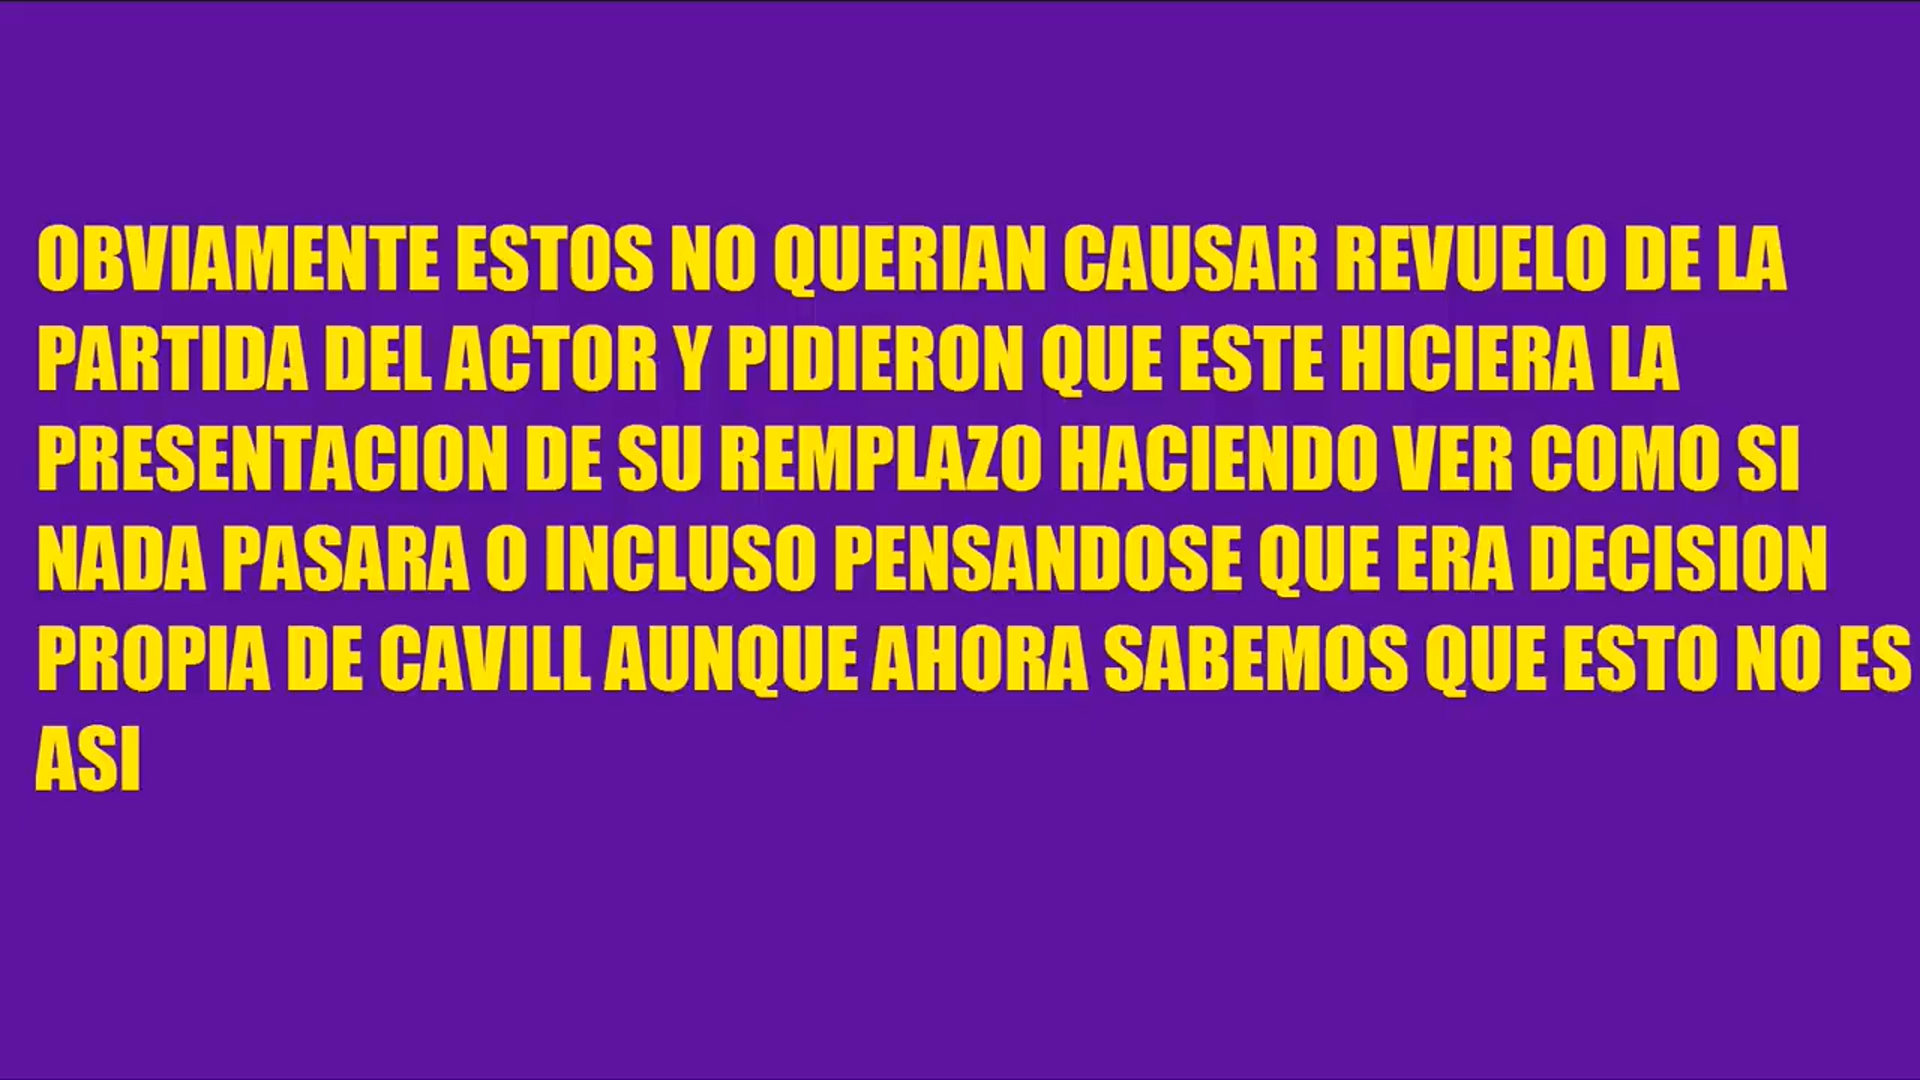 OBVIAMENTE ESTOS NO QUERIAN CAUSAR REVUELO DE LA
PARTIDA DEL ACTOR Y PIDIERON QUE ESTE HICIERA LA
PRESENTACION DE SU REMPLAZO HACIENDO VER COMO SI
NADA PASARA O INCLUSO PENSANDOSE QUE ERA DECISION
PROPIA DE CAVILL AUNQUE AHORA SABEMOS QUE ESTO NO ES
ASI